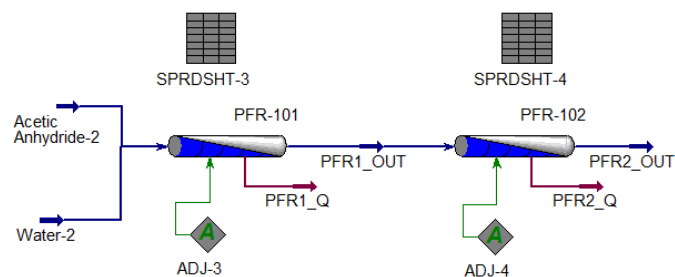 SPRDSHT-3
SPRDSHT-4
PFR-101
PFR-102
Acetic
Anhydride-2
PFR1_OUT
PFR2_OUT
PFR1_Q
PFR2_Q
Water-2
A
A
ADJ-3
ADJ-4